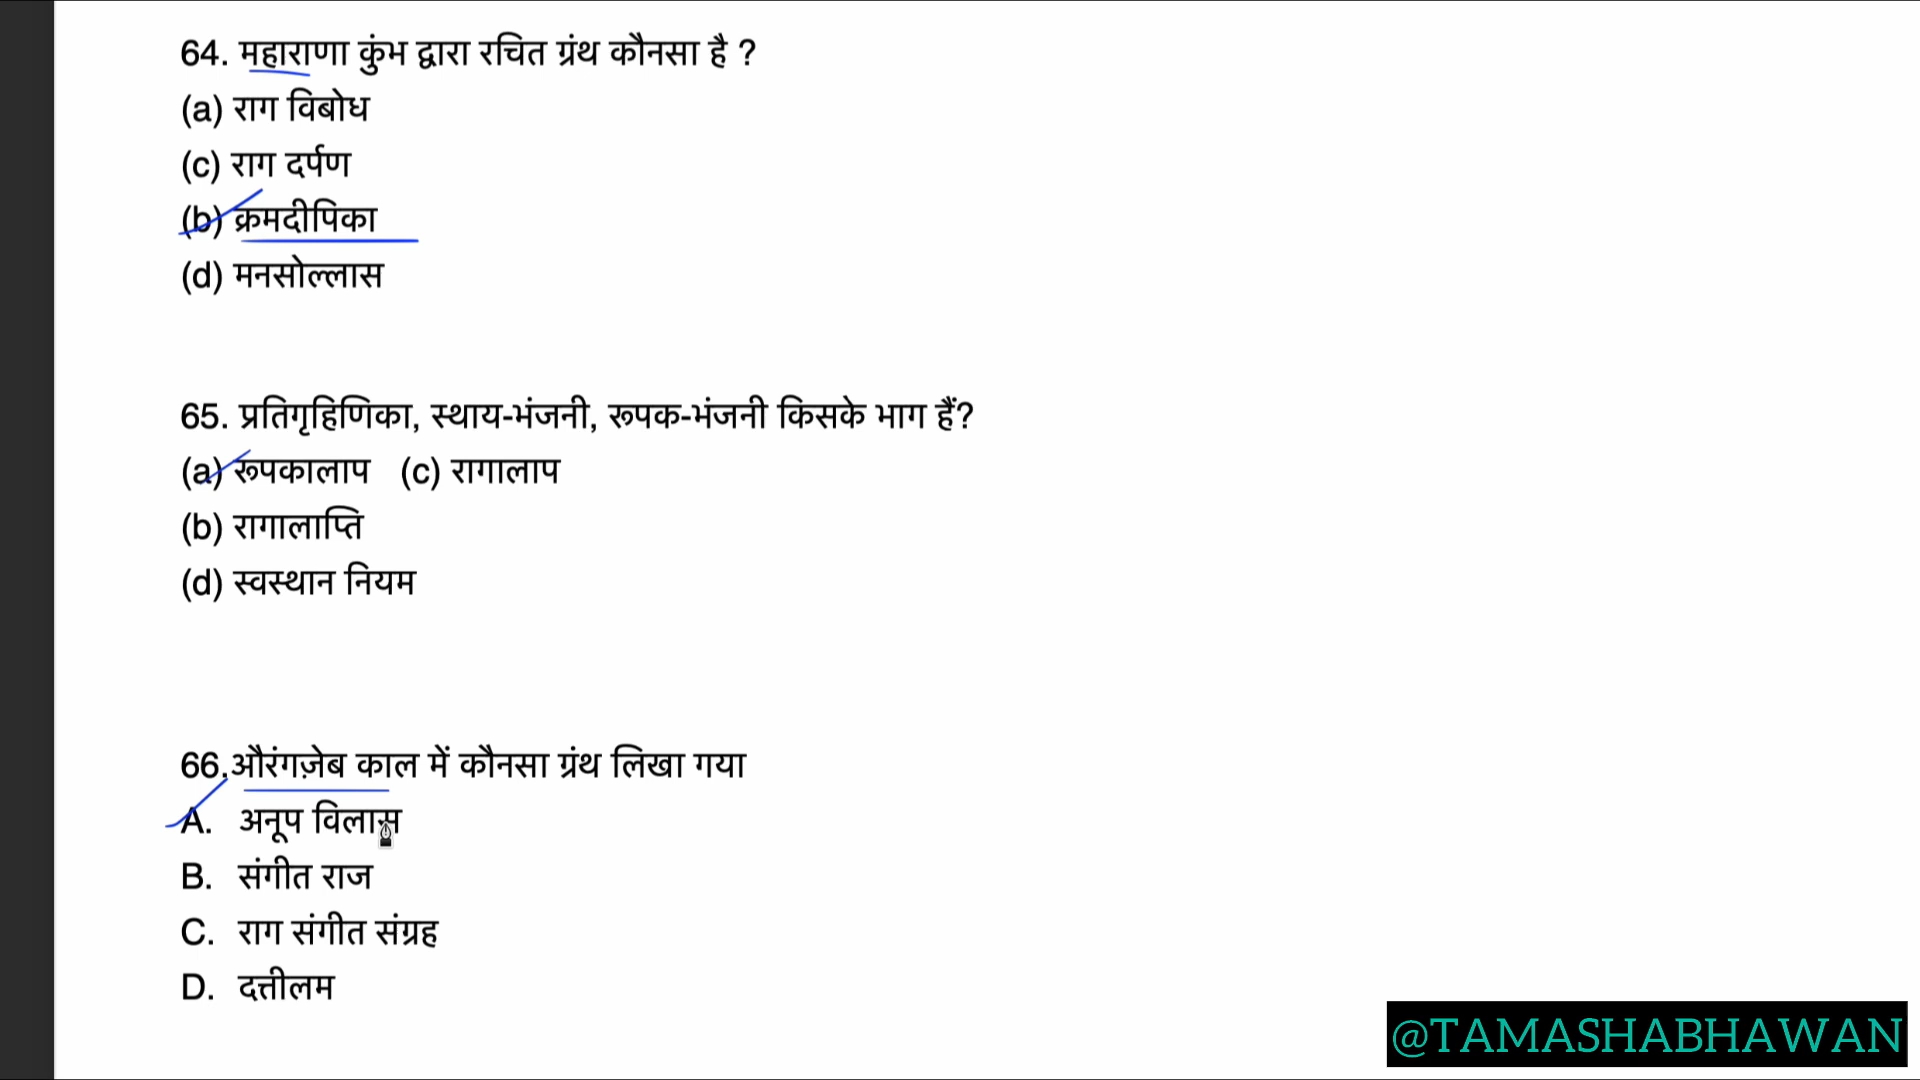 64. महाराणा कुंभ द्वारा रचित ग्रंथ कौनसा है ?
(a) राग विबोध
(c) राग दर्पण
(b) क्रमदीपिका
(d) मनसोल्लास
65. प्रतिगृहिणिका, स्थाय-भंजनी, रूपक-भंजनी किसके भाग हैं?
(a) रूपकालाप (c) रागालाप
(b) रागालाप्ति
(d) स्वस्थान नियम
66.औरंगज़ेब काल में कौनसा ग्रंथ लिखा गया
A. अनूप विलास
B. संगीत राज
C. राग संगीत संग्रह
D. दत्तीलम
@TAMASHABHAWAN